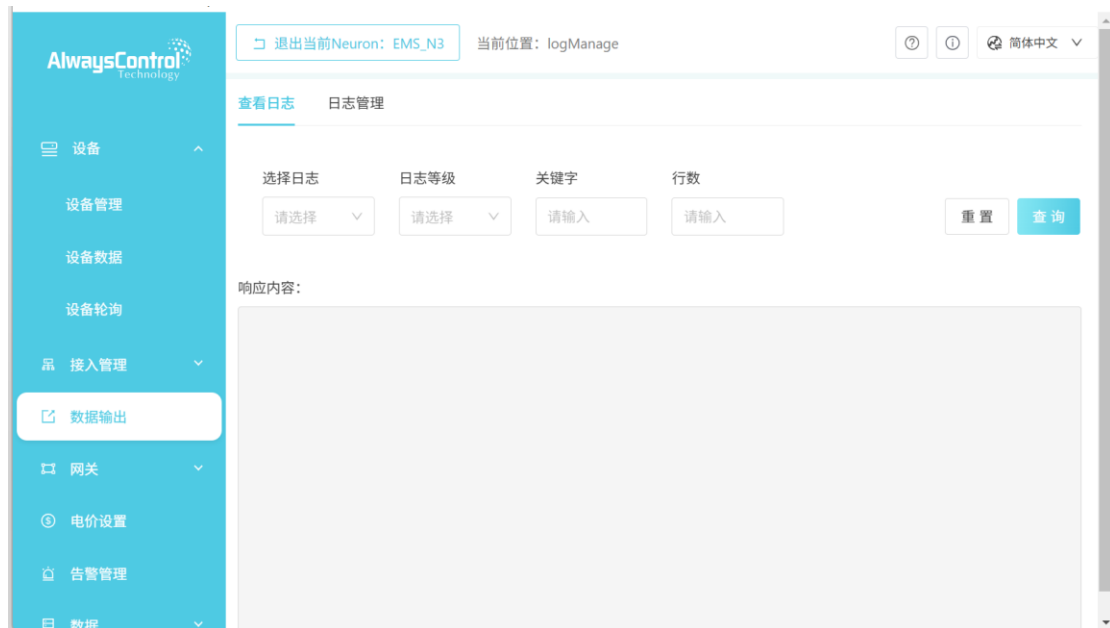 AlwaysControl
Technology
退出当前Neuron: EMS_N3
当前位置: logManage
简体中文
查看日志
日志管理
设备
设备管理
设备数据
设备轮询
接入管理
数据输出
网关
电价设置
告警管理
数据
选择日志
日志等级
关键字
行数
请选择
请选择
请输入
请输入
重 置
查 询
响应内容: